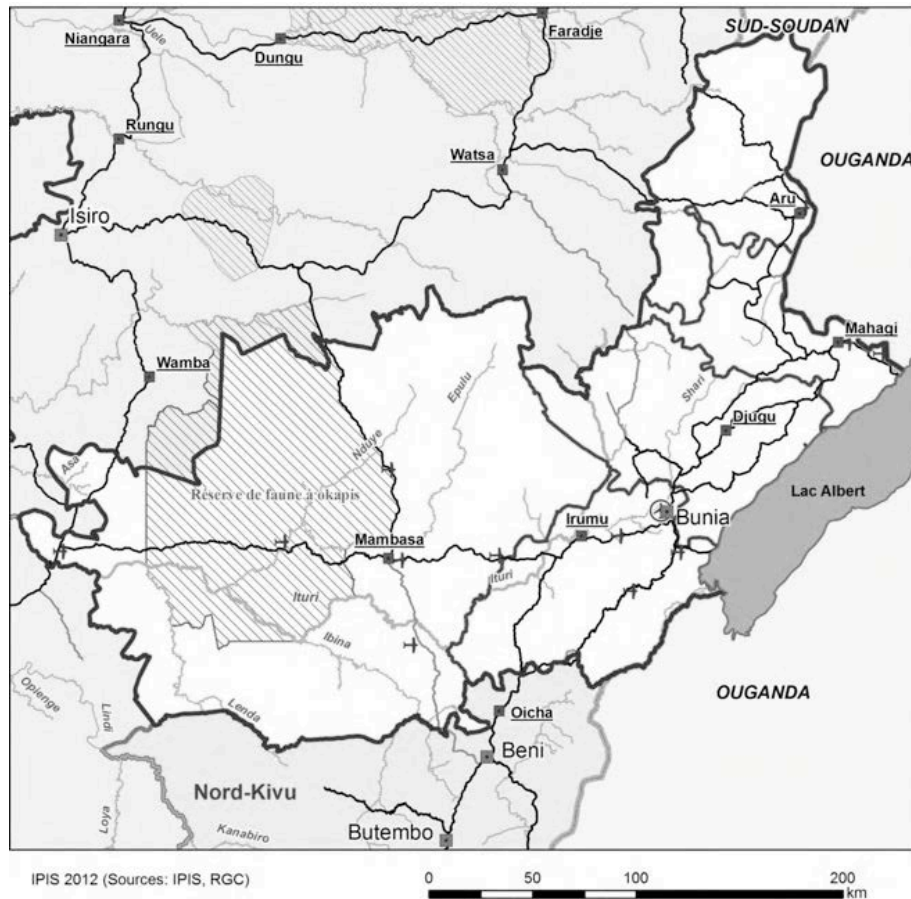 SUD-SOUDAN
Faradje
Niangara
Uele
Dungu
Rungu
Watsa
OUGANDA
Aru
Isiro
Mahagi
Wamba
Epulu
Shari
Djugu
Nduye
Asa
Lac Albert
Réserve de faune à okapis
Irumu
Bunia
Mambasa
Ituri
Ituri
Ibina
Opienge
Lindi
Lenda
Oicha
OUGANDA
Beni
Nord-Kivu
Loya
Kanabiro
Butembo
IPIS 2012 (Sources: IPIS, RGC)
0 50 100 200
km